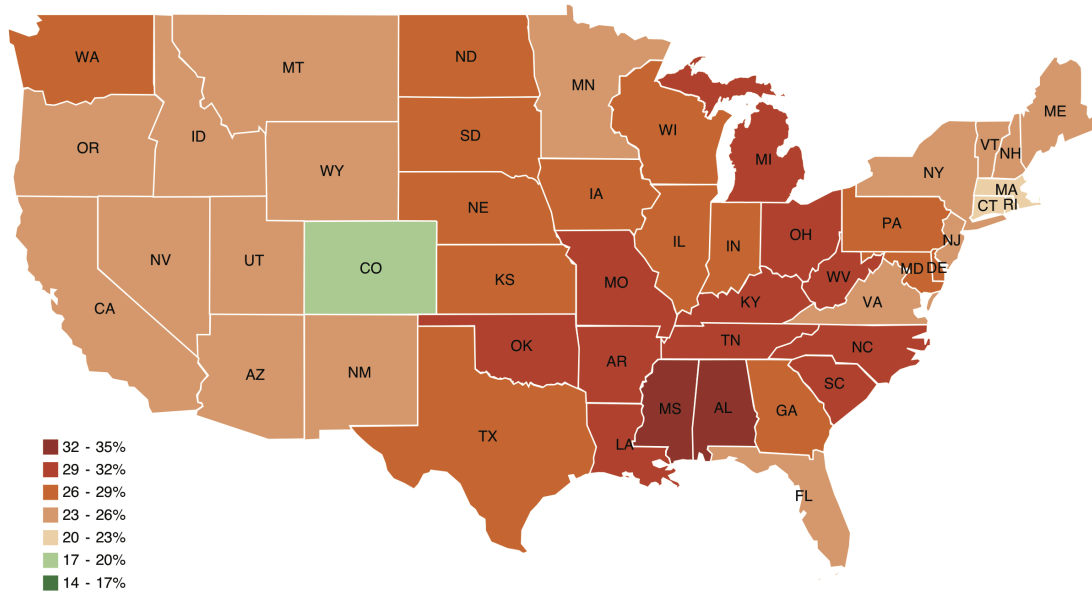 WA
ND
MT
MN
ME
SD
WI
OR
ID
VT
NH
MI
WY
NY
MA
IA
CT RI
NE
PA
OH
NJ
IL
IN
UT
NV
CO
MD DE
WV
KS
MO
KY
VA
CA
TN
OK
NC
AR
AZ
NM
SC
MS
AL
GA
TX
LA
FL
32 - 35%
29 - 32%
26 - 29%
23 - 26%
20 - 23%
17 - 20%
14 - 17%